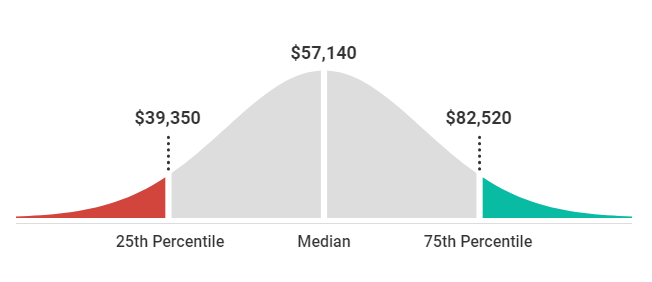 $57,140
$39,350
$82,520
25th Percentile
Median
75th Percentile